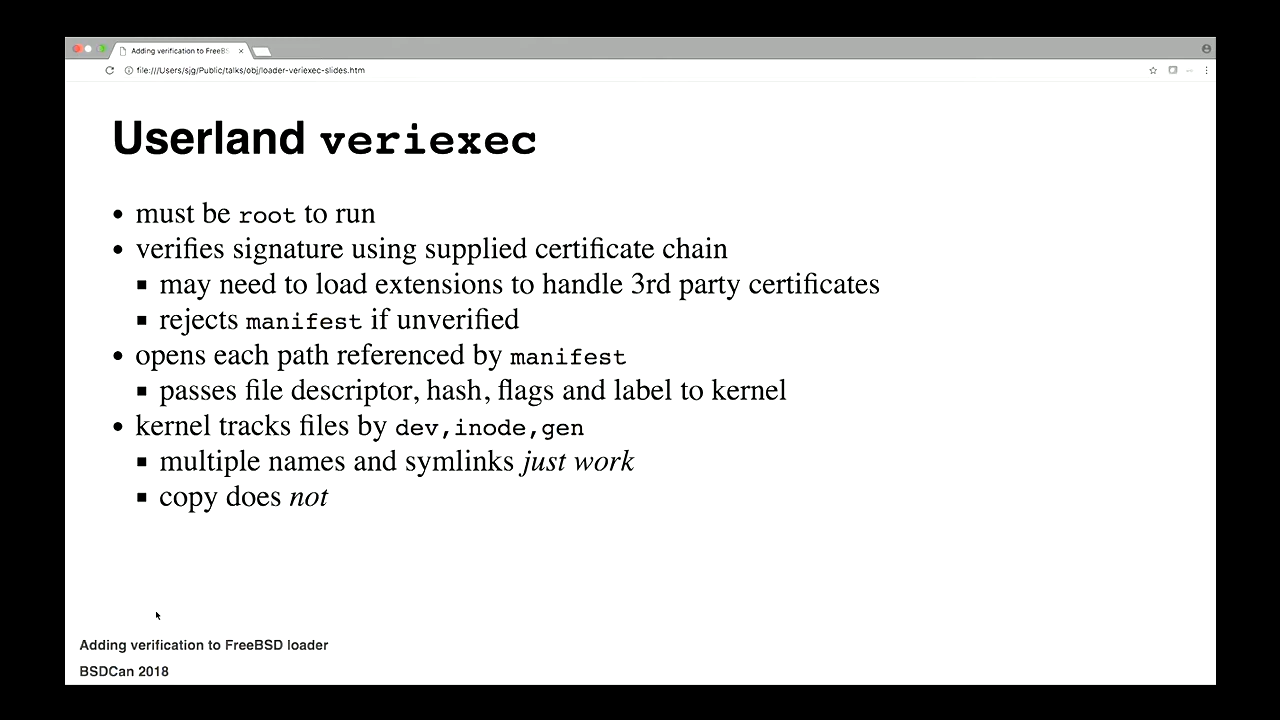 Adding verification to FreeBS
file:///Users/sjg/Public/talks/obj/loader-veriexec-slides.htm
Userland veriexec
• must be root to run
• verifies signature using supplied certificate chain
▪ may need to load extensions to handle 3rd party certificates
▪ rejects manifest if unverified
• opens each path referenced by manifest
▪ passes file descriptor, hash, flags and label to kernel
• kernel tracks files by dev,inode,gen
▪ multiple names and symlinks just work
▪ copy does not
Adding verification to FreeBSD loader
BSDCan 2018